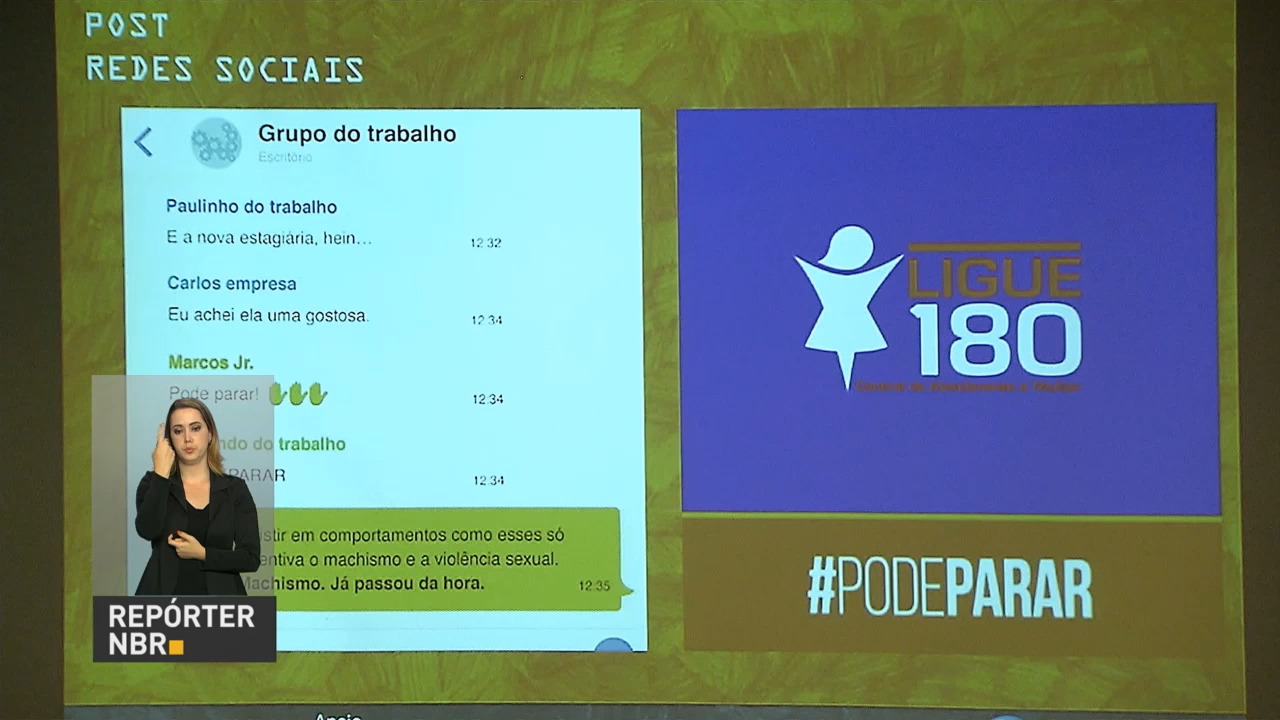 POST
REDES SOCIAIS
Grupo do trabalho
Escritório
Paulinho do trabalho
E a nova estagiária, hein...
12:32
Carlos empresa
Eu achei ela uma gostosa.
12:34
Marcos Jr.
Pode parar!
12:34
do trabalho
PARAR
12:34
em comportamentos como esses só
o machismo e a violência sexual.
Machismo. Já passou da hora.
12:35
LIGUE
180
#PODEPARAR
REPÓRTER
NBR